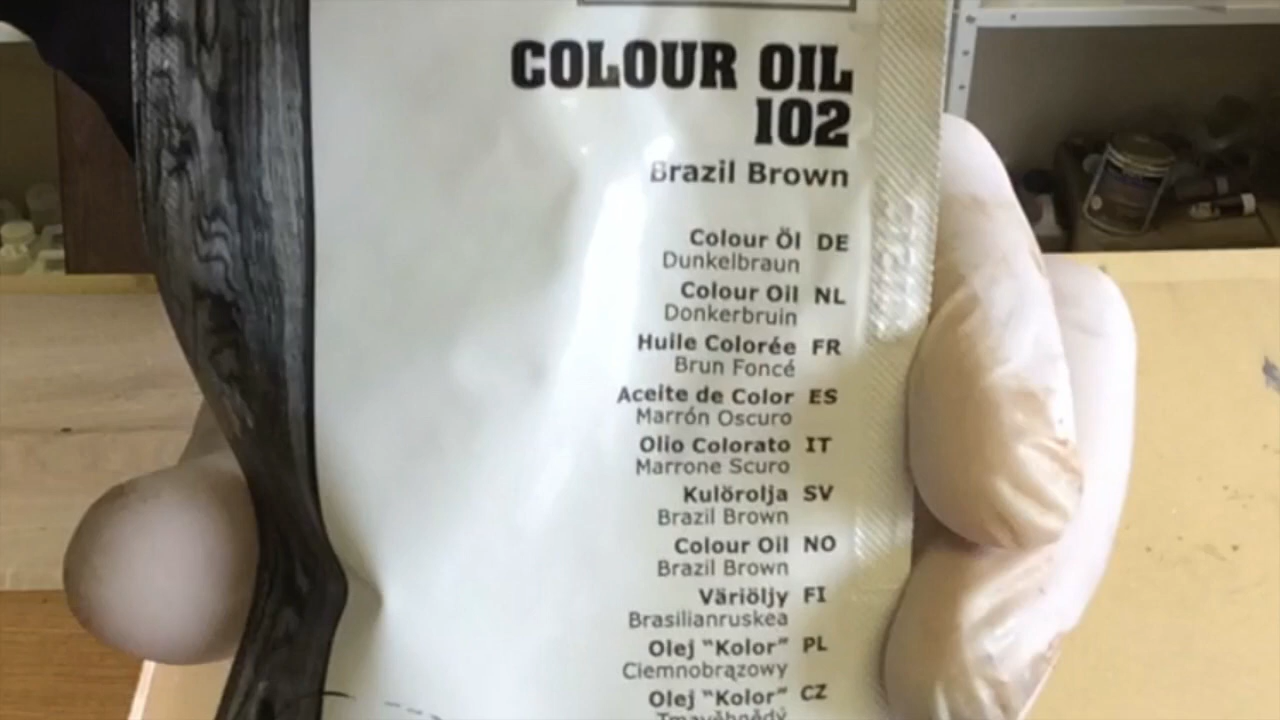 COLOUR OIL
102
Brazil Brown
Colour Öl DE
Dunkelbraun
Colour Oil NL
Donkerbruin
Huile Colorée FR
Brun Foncé
Aceite de Color ES
Marrón Oscuro
Olio Colorato IT
Marrone Scuro
Kulörolja SV
Brazil Brown
Colour Oil NO
Brazil Brown
Väriöljy FI
Brasilianruskea
Olej "Kolor" PL
Ciemnobrązowy
Olej "Kolor" CZ
Tmavěhnědý